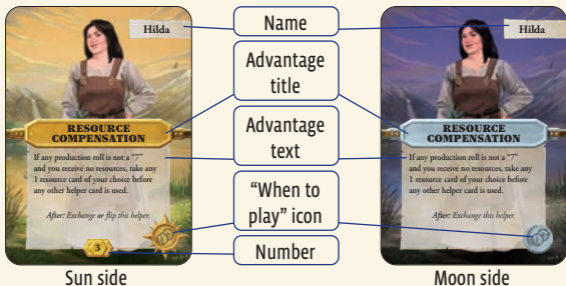 Hilda
RESOURCE
COMPENSATION
If any production roll is not a “7”
and you receive no resources, take any
1 resource card of your choice before
any other helper card is used.
After: Exchange or flip this helper.
3
Sun side
Name
Advantage
title
Advantage
text
“When to
play” icon
Number
Hilda
RESOURCE
COMPENSATION
If any production roll is not a “7”
and you receive no resources, take any
1 resource card of your choice before
any other helper card is used.
After: Exchange this helper.
Moon side